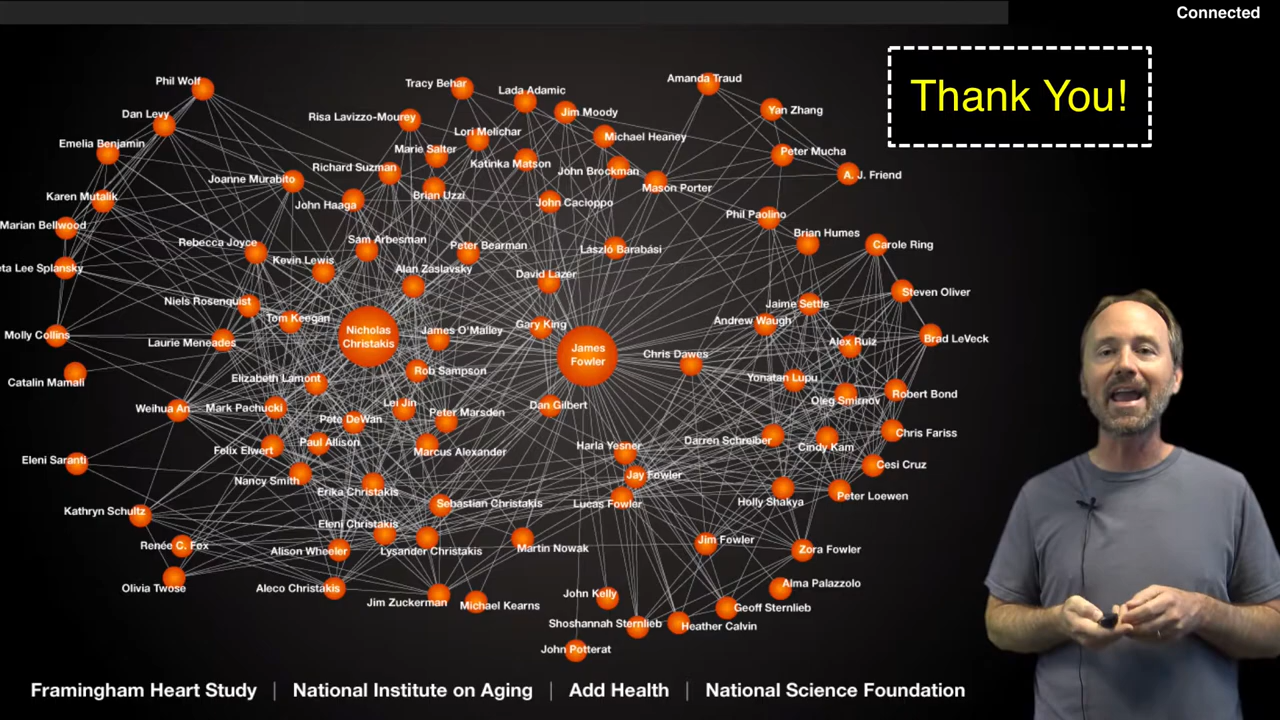 Connected
Thank You!
Phil Wolf
Tracy Behar
Lada Adamic
Amanda Traud
Dan Levy
Risa Lavizzo-Mourey
Jim Moody
Yan Zhang
Emelia Benjamin
Lori Melichar
Michael Heaney
Marie Salter
Katinka Matson
Peter Mucha
Richard Suzman
John Brockman
A. J. Friend
Joanne Murabito
Mason Porter
Karen Mutalik
John Haaga
Brian Uzzi
John Cacioppo
Phil Paolino
Marian Bellwood
Brian Humes
Rebecca Joyce
Sam Arbesman
Peter Bearman
László Barabási
Carole Ring
Kevin Lewis
eta Lee Splansky
Alan Zaslavsky
David Lazer
Steven Oliver
Niels Rosenquist
Jaime Settle
Tom Keegan
Gary King
Andrew Waugh
Molly Collins
Nicholas
Christakis
James O'Malley
Brad LeVeck
Laurie Meneades
James
Fowler
Chris Dawes
Alex Ruiz
Catalin Mamali
Elizabeth Lamont
Rob Sampson
Yonatan Lupu
Robert Bond
Weihua An
Mark Pachucki
Lei Jin
Dan Gilbert
Oleg Smirnov
Pete DeWan
Peter Marsden
Chris Fariss
Felix Elwert
Paul Allison
Marcus Alexander
Harla Yesner
Darren Schreiber
Cindy Kam
Eleni Saranti
Cesi Cruz
Nancy Smith
Erika Christakis
Jay Fowler
Peter Loewen
Kathryn Schultz
Sebastian Christakis
Lucas Fowler
Holly Shakya
Eleni Christakis
Renée C. Fox
Alison Wheeler
Lysander Christakis
Martin Nowak
Jim Fowler
Zora Fowler
Olivia Twose
Aleco Christakis
Jim Zuckerman
Michael Kearns
John Kelly
Alma Palazzolo
Geoff Sternlieb
Shoshannah Sternlieb
Heather Calvin
John Potterat
Framingham Heart Study | National Institute on Aging | Add Health | National Science Foundation